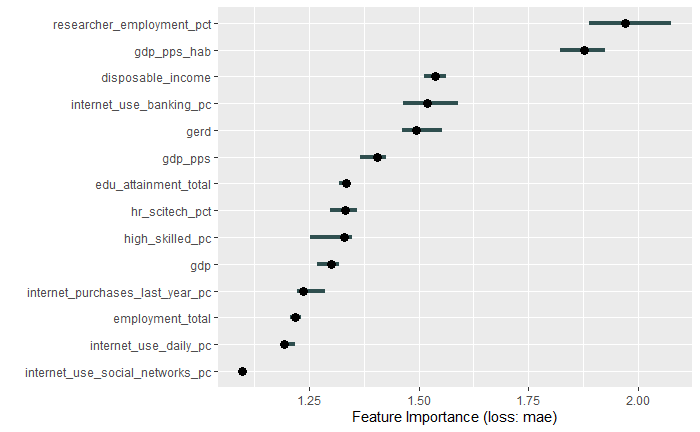 researcher_employment_pct
gdp_pps_hab
disposable_income
internet_use_banking_pc
gerd
gdp_pps
edu_attainment_total
hr_scitech_pct
high_skilled_pc
gdp
internet_purchases_last_year_pc
employment_total
internet_use_daily_pc
internet_use_social_networks_pc
1.25 1.50 1.75 2.00
Feature Importance (loss: mae)